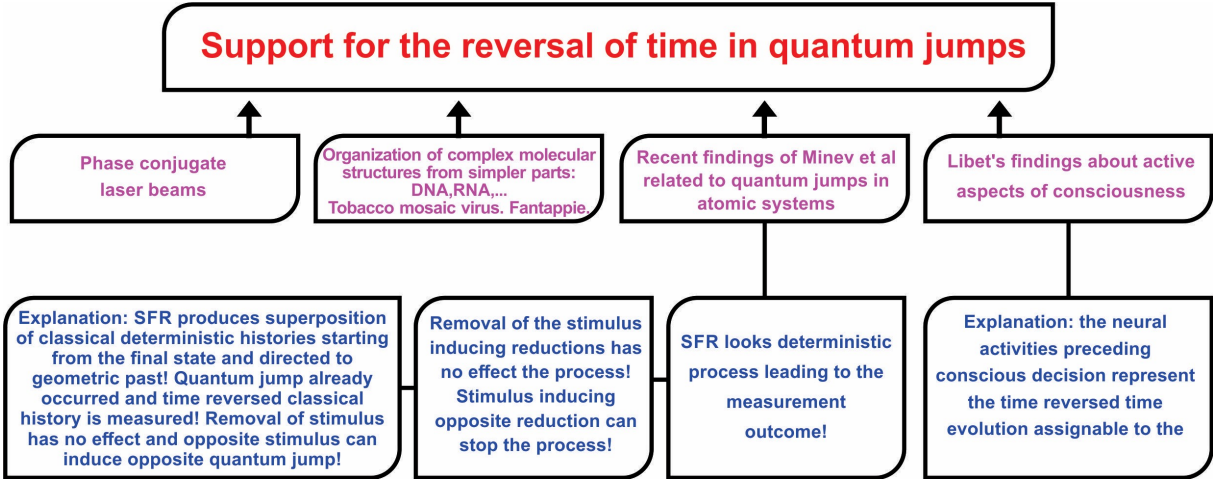 Support for the reversal of time in quantum jumps
Phase conjugate
laser beams
Organization of complex molecular
structures from simpler parts:
DNA,RNA,...
Tobacco mosaic virus. Fantappie.
Recent findings of Minev et al
related to quantum jumps in
atomic systems
Libet's findings about active
aspects of consciousness
Explanation: SFR produces superposition
of classical deterministic histories starting
from the final state and directed to
geometric past! Quantum jump already
occurred and time reversed classical
history is measured! Removal of stimulus
has no effect and opposite stimulus can
induce opposite quantum jump!
Removal of the stimulus
inducing reductions has
no effect the process!
Stimulus inducing
opposite reduction can
stop the process!
SFR looks deterministic
process leading to the
measurement
outcome!
Explanation: the neural
activities preceding
conscious decision represent
the time reversed time
evolution assignable to the